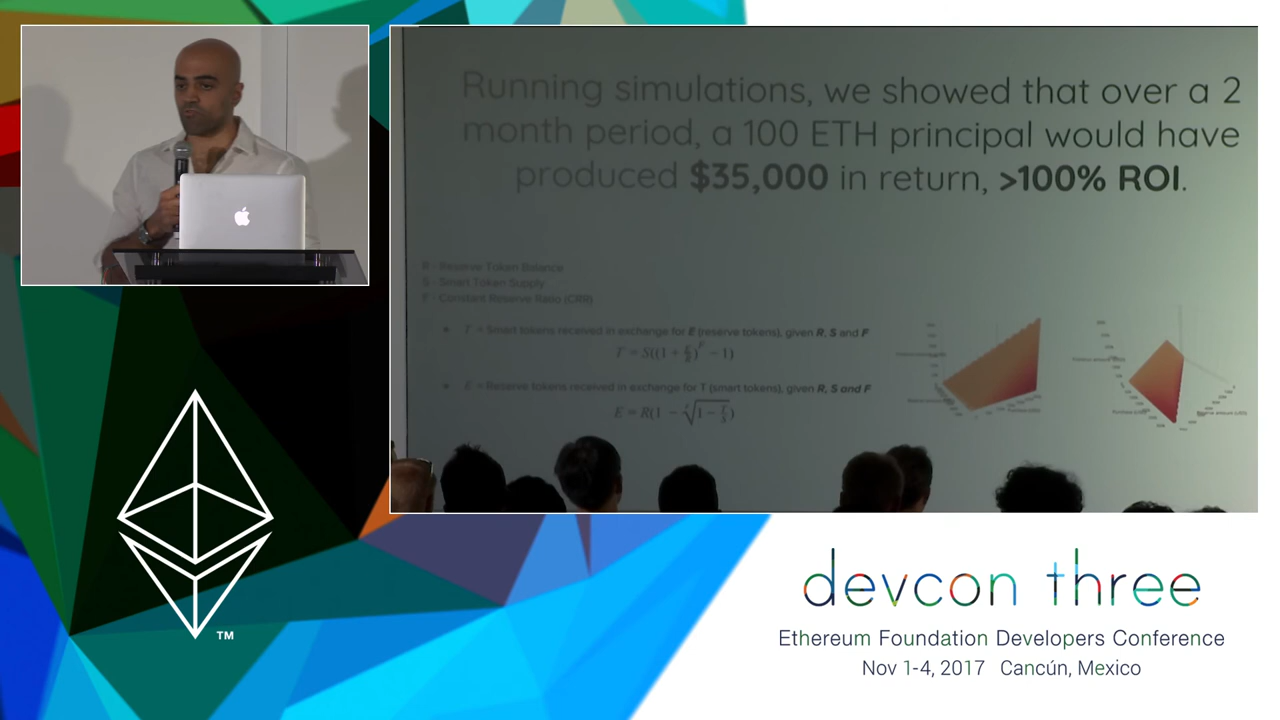 Running simulations, we showed that over a 2
month period, a 100 ETH principal would have
produced $35,000 in return, >100% ROI.
R - Reserve Token Balance
S - Smart Token Supply
F - Constant Reserve Ratio (CRR)
• T = Smart tokens received in exchange for E (reserve tokens), given R, S and F
T = S((1 + E/R)^F − 1)
• E = Reserve tokens received in exchange for T (smart tokens), given R, S and F
devcon three
Ethereum Foundation Developers Conference
Nov 1-4, 2017 Cancún, Mexico
TM